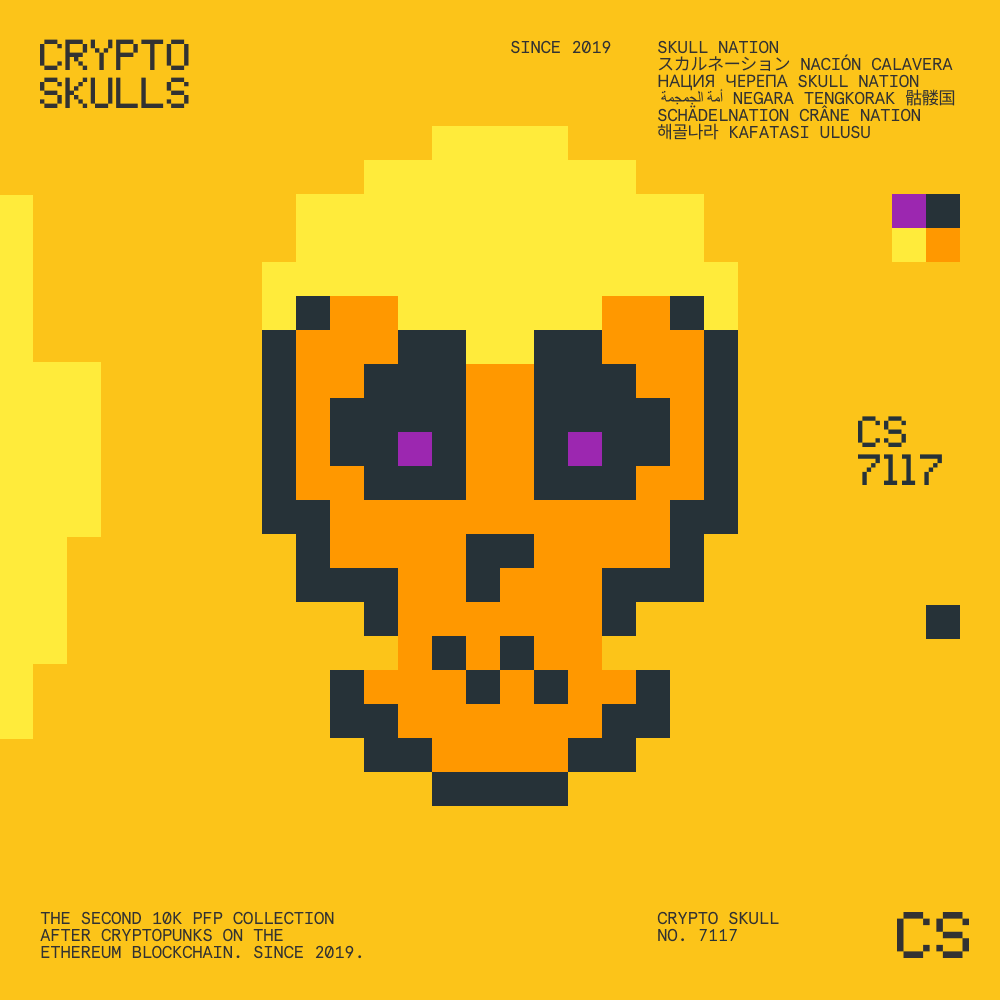 CRYPTO
SKULLS
SINCE 2019
SKULL NATION
スカルネーション NACIÓN CALAVERA
НАЦИЯ ЧЕРЕПА SKULL NATION
أمة الجمجمة NEGARA TENGKORAK 骷髅国
SCHÄDELNATION CRÂNE NATION
해골나라 KAFATASI ULUSU
CS
7117
THE SECOND 10K PFP COLLECTION
AFTER CRYPTOPUNKS ON THE
ETHEREUM BLOCKCHAIN. SINCE 2019.
CRYPTO SKULL
NO. 7117
CS